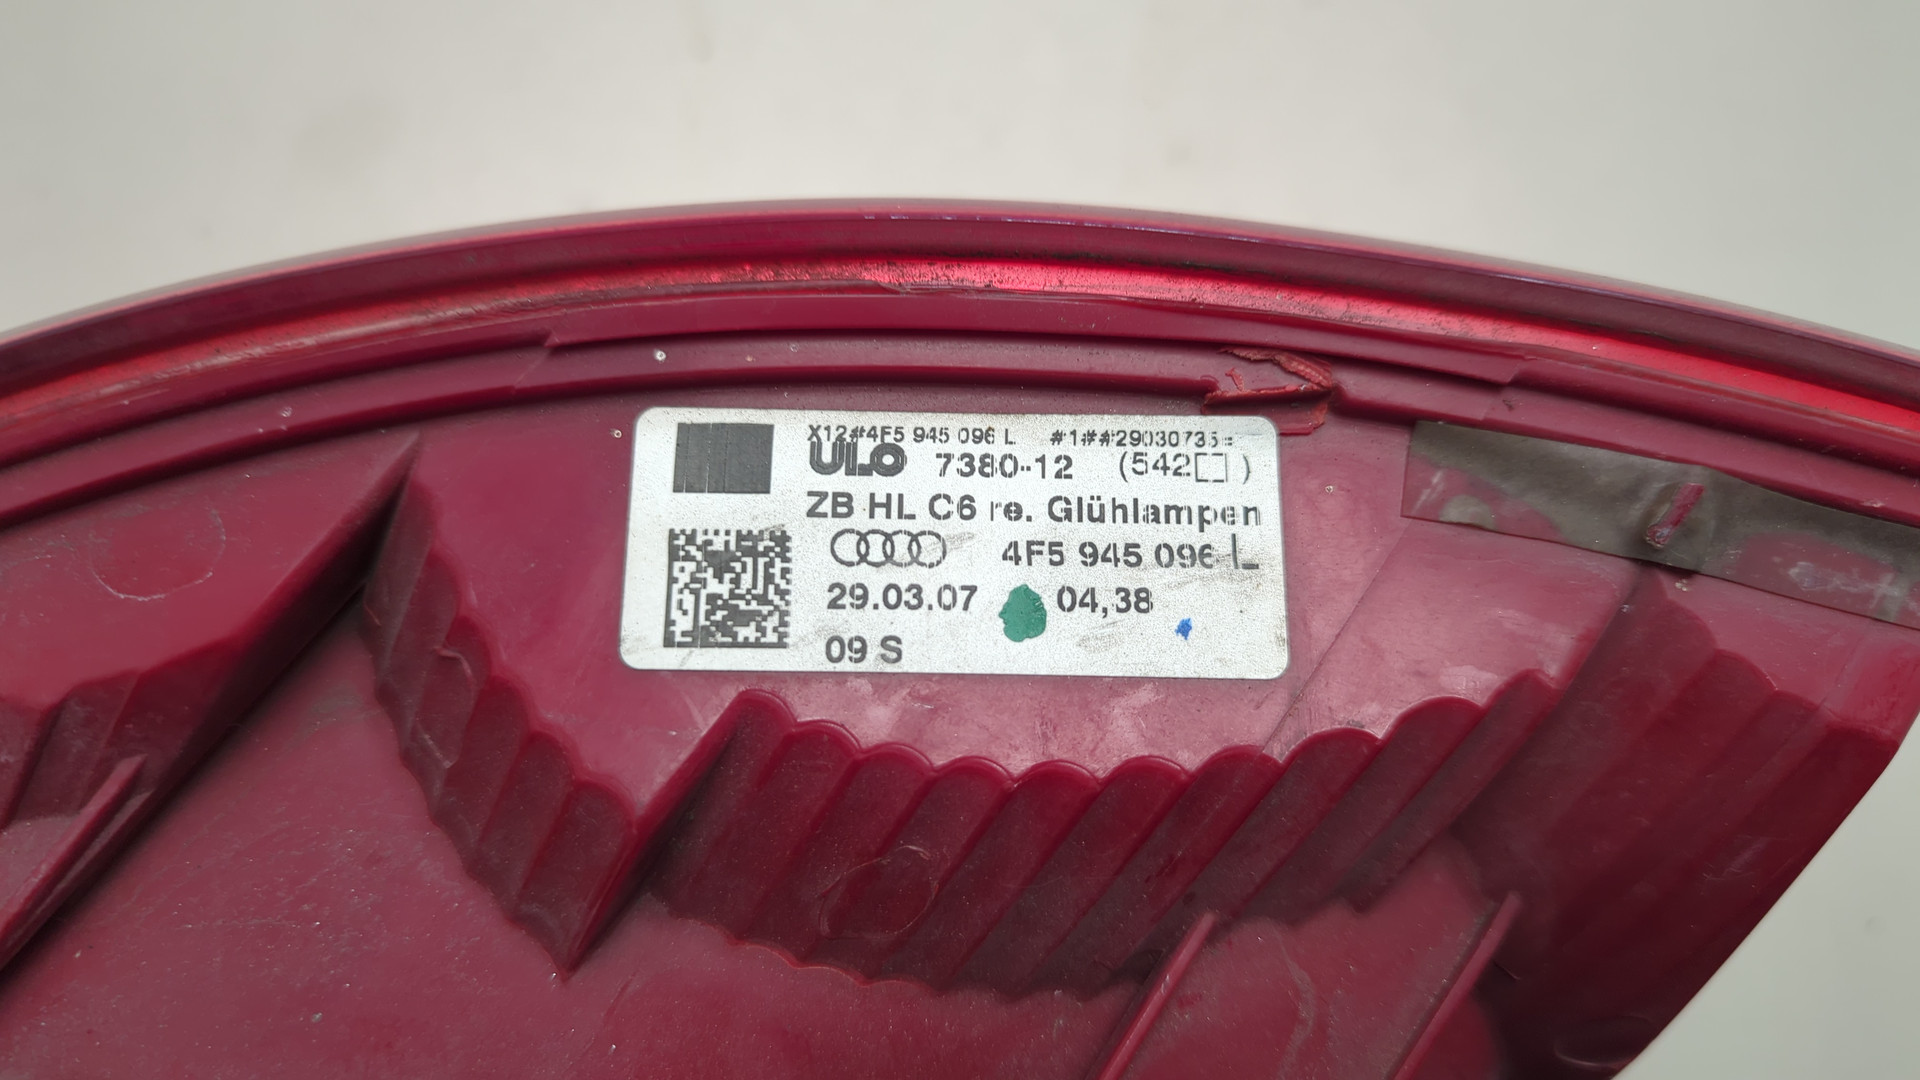 X12#4F5 945 096 L #1##29030735=
ULO 7380-12 (542□□)
ZB HL C6 re. Glühlampen
4F5 945 096 L
29.03.07 04,38
09 S